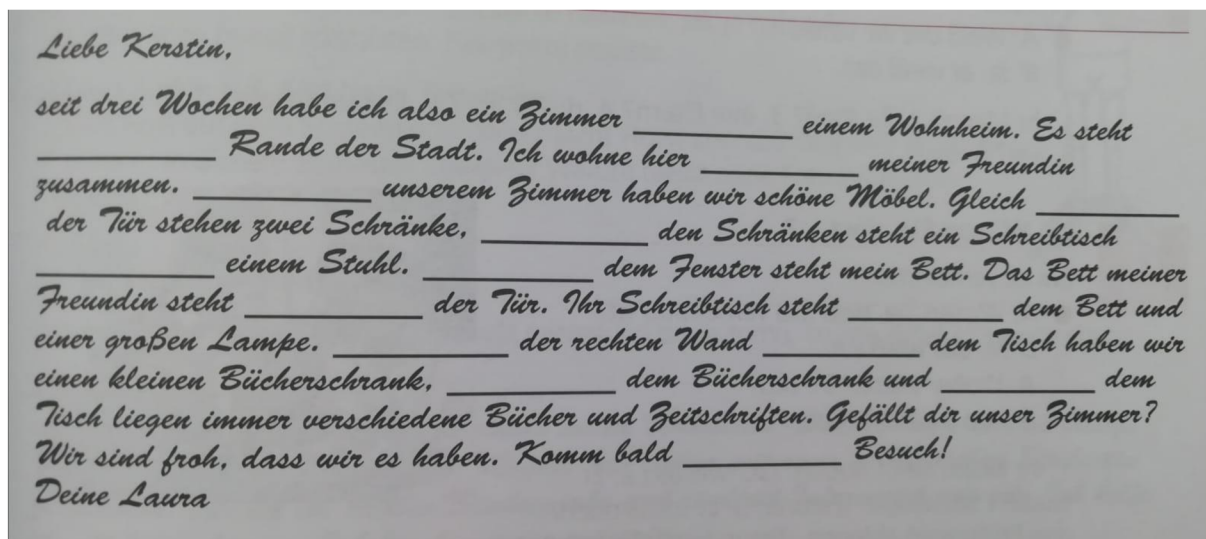 Liebe Kerstin,
seit drei Wochen habe ich also ein Zimmer __________ einem Wohnheim. Es steht
__________ Rande der Stadt. Ich wohne hier __________ meiner Freundin
zusammen. __________ unserem Zimmer haben wir schöne Möbel. Gleich __________
der Tür stehen zwei Schränke, __________ den Schränken steht ein Schreibtisch
__________ einem Stuhl. __________ dem Fenster steht mein Bett. Das Bett meiner
Freundin steht __________ der Tür. Ihr Schreibtisch steht __________ dem Bett und
einer großen Lampe. __________ der rechten Wand __________ dem Tisch haben wir
einen kleinen Bücherschrank, __________ dem Bücherschrank und __________ dem
Tisch liegen immer verschiedene Bücher und Zeitschriften. Gefällt dir unser Zimmer?
Wir sind froh, dass wir es haben. Komm bald __________ Besuch!
Deine Laura